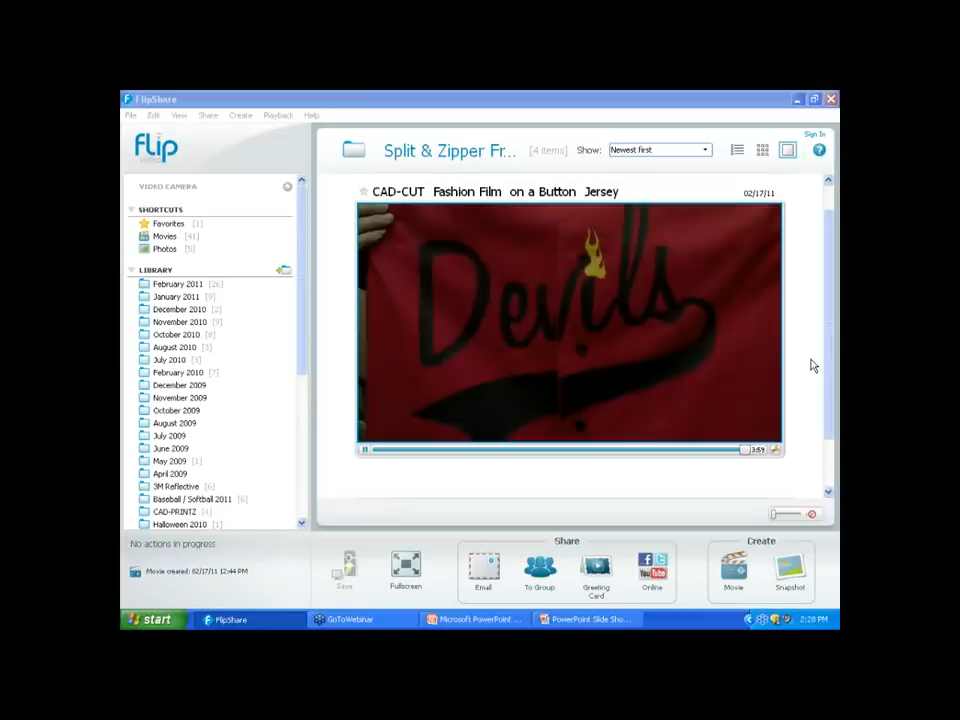 FlipShare
File Edit View Share Create Playback Help
flip
Sign In
Split & Zipper Fr... [4 items] Show: Newest first
VIDEO CAMERA
CAD-CUT Fashion Film on a Button Jersey 02/17/11
SHORTCUTS
Favorites [1]
Movies [41]
Photos [5]
LIBRARY
February 2011 [26]
January 2011 [9]
December 2010 [2]
November 2010 [9]
October 2010 [8]
August 2010 [3]
July 2010 [3]
February 2010 [7]
December 2009
November 2009
October 2009
August 2009
July 2009
June 2009
May 2009 [1]
April 2009
3M Reflective [6]
Baseball / Softball 2011 [6]
CAD-PRINTZ [4]
Halloween 2010 [1]
Devils
3:59
No actions in progress
Movie created: 02/17/11 12:44 PM
Save
Fullscreen
Share
Email
To Group
Greeting Card
Online
Create
Movie
Snapshot
start FlipShare GoToWebinar Microsoft PowerPoint ... PowerPoint Slide Sho... 2:28 PM